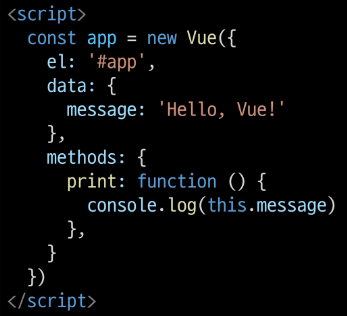 <script>
  const app = new Vue({
    el: '#app',
    data: {
      message: 'Hello, Vue!'
    },
    methods: {
      print: function () {
        console.log(this.message)
      },
    }
  })
</script>